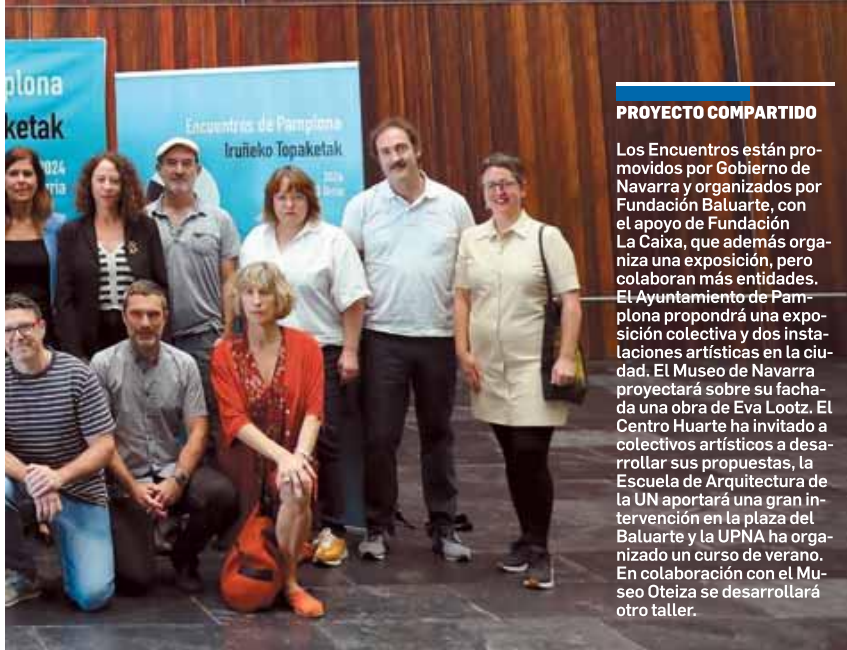 plona
ketak
2024
rria
Encuentros de Pamplona
Iruñeko Topaketak
2024
PROYECTO COMPARTIDO
Los Encuentros están pro-
movidos por Gobierno de
Navarra y organizados por
Fundación Baluarte, con
el apoyo de Fundación
La Caixa, que además orga-
niza una exposición, pero
colaboran más entidades.
El Ayuntamiento de Pam-
plona propondrá una expo-
sición colectiva y dos insta-
laciones artísticas en la ciu-
dad. El Museo de Navarra
proyectará sobre su facha-
da una obra de Eva Lootz. El
Centro Huarte ha invitado a
colectivos artísticos a desa-
rrollar sus propuestas, la
Escuela de Arquitectura de
la UN aportará una gran in-
tervención en la plaza del
Baluarte y la UPNA ha orga-
nizado un curso de verano.
En colaboración con el Mu-
seo Oteiza se desarrollará
otro taller.